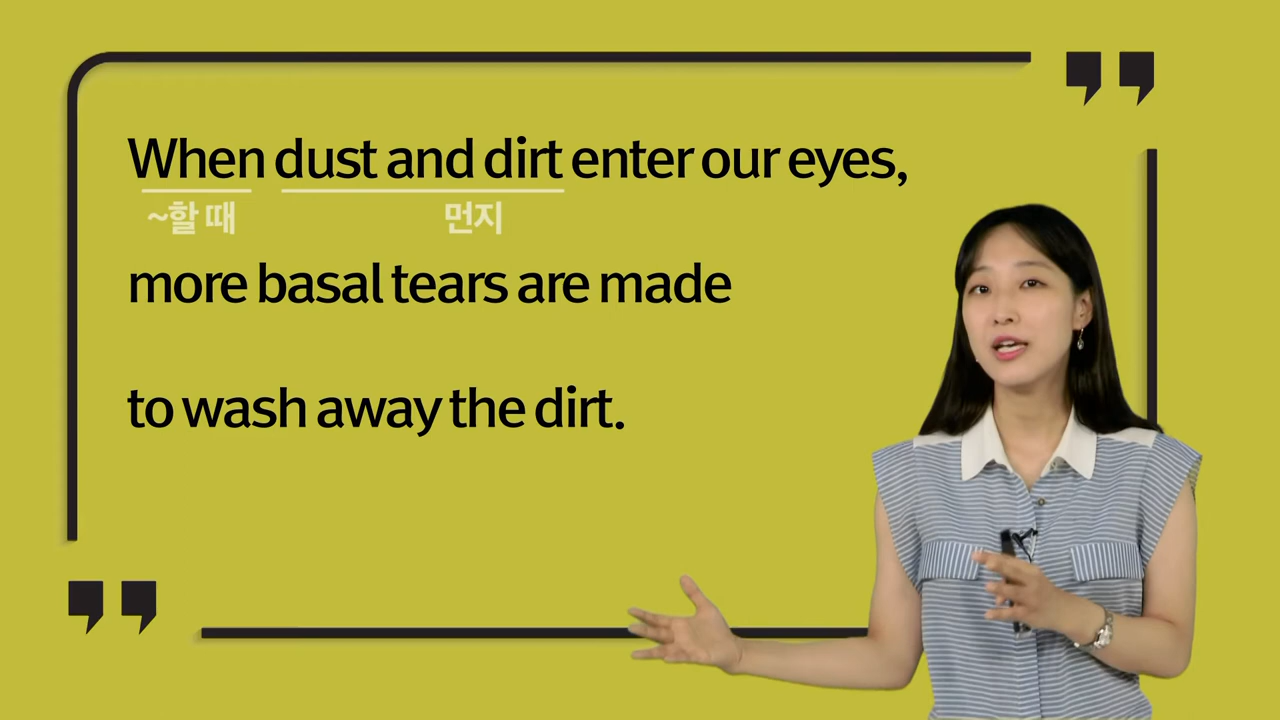 When dust and dirt enter our eyes,
~할 때 먼지
more basal tears are made
to wash away the dirt.